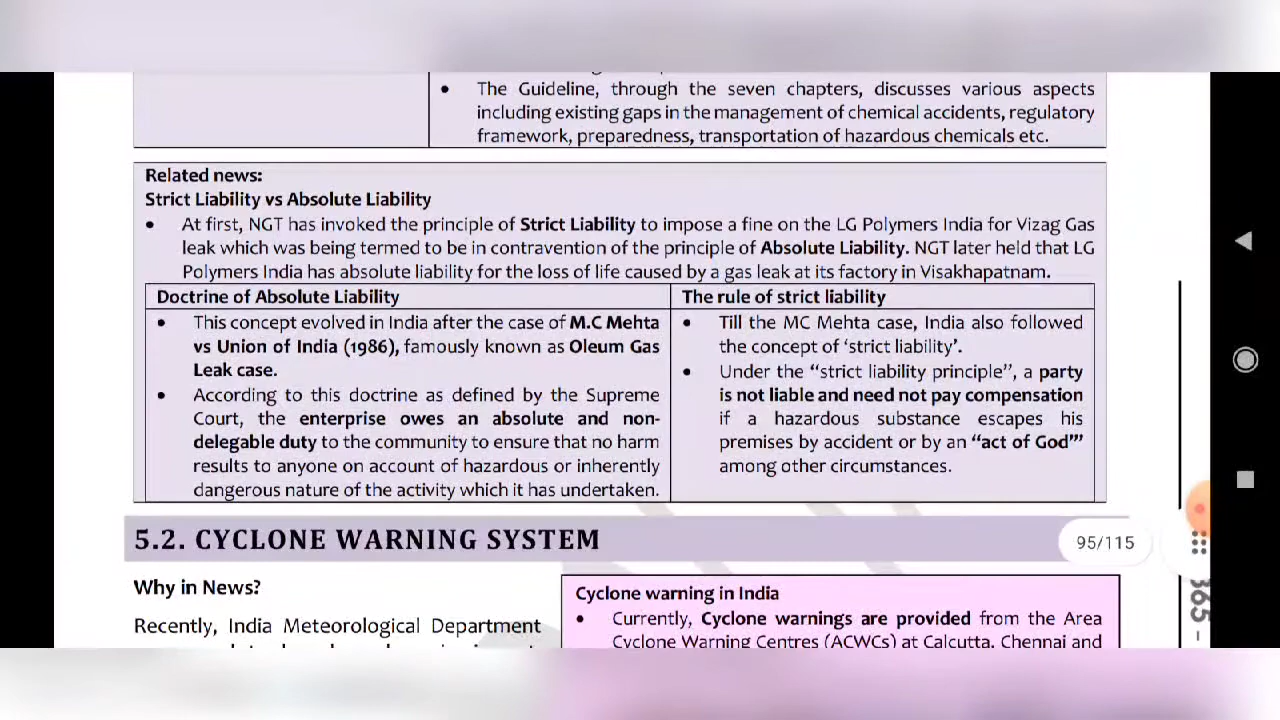 • The Guideline, through the seven chapters, discusses various aspects
including existing gaps in the management of chemical accidents, regulatory
framework, preparedness, transportation of hazardous chemicals etc.
Related news:
Strict Liability vs Absolute Liability
• At first, NGT has invoked the principle of Strict Liability to impose a fine on the LG Polymers India for Vizag Gas
leak which was being termed to be in contravention of the principle of Absolute Liability. NGT later held that LG
Polymers India has absolute liability for the loss of life caused by a gas leak at its factory in Visakhapatnam.
Doctrine of Absolute Liability
• This concept evolved in India after the case of M.C Mehta
vs Union of India (1986), famously known as Oleum Gas
Leak case.
• According to this doctrine as defined by the Supreme
Court, the enterprise owes an absolute and non-
delegable duty to the community to ensure that no harm
results to anyone on account of hazardous or inherently
dangerous nature of the activity which it has undertaken.
The rule of strict liability
• Till the MC Mehta case, India also followed
the concept of ‘strict liability’.
• Under the “strict liability principle”, a party
is not liable and need not pay compensation
if a hazardous substance escapes his
premises by accident or by an “act of God’”
among other circumstances.
5.2. CYCLONE WARNING SYSTEM
95/115
Why in News?
Recently, India Meteorological Department
Cyclone warning in India
• Currently, Cyclone warnings are provided from the Area
Cyclone Warning Centres (ACWCs) at Calcutta, Chennai and
365 -